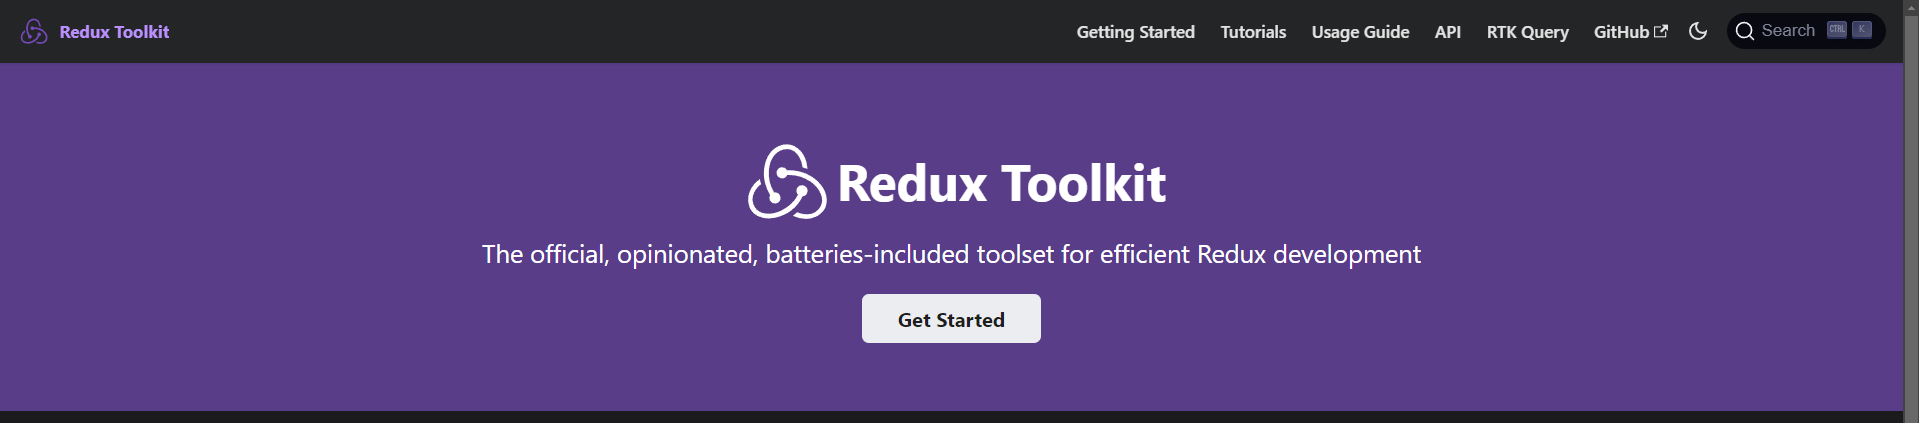 Redux Toolkit
Getting Started Tutorials Usage Guide API RTK Query GitHub Search CTRL K
Redux Toolkit
The official, opinionated, batteries-included toolset for efficient Redux development
Get Started